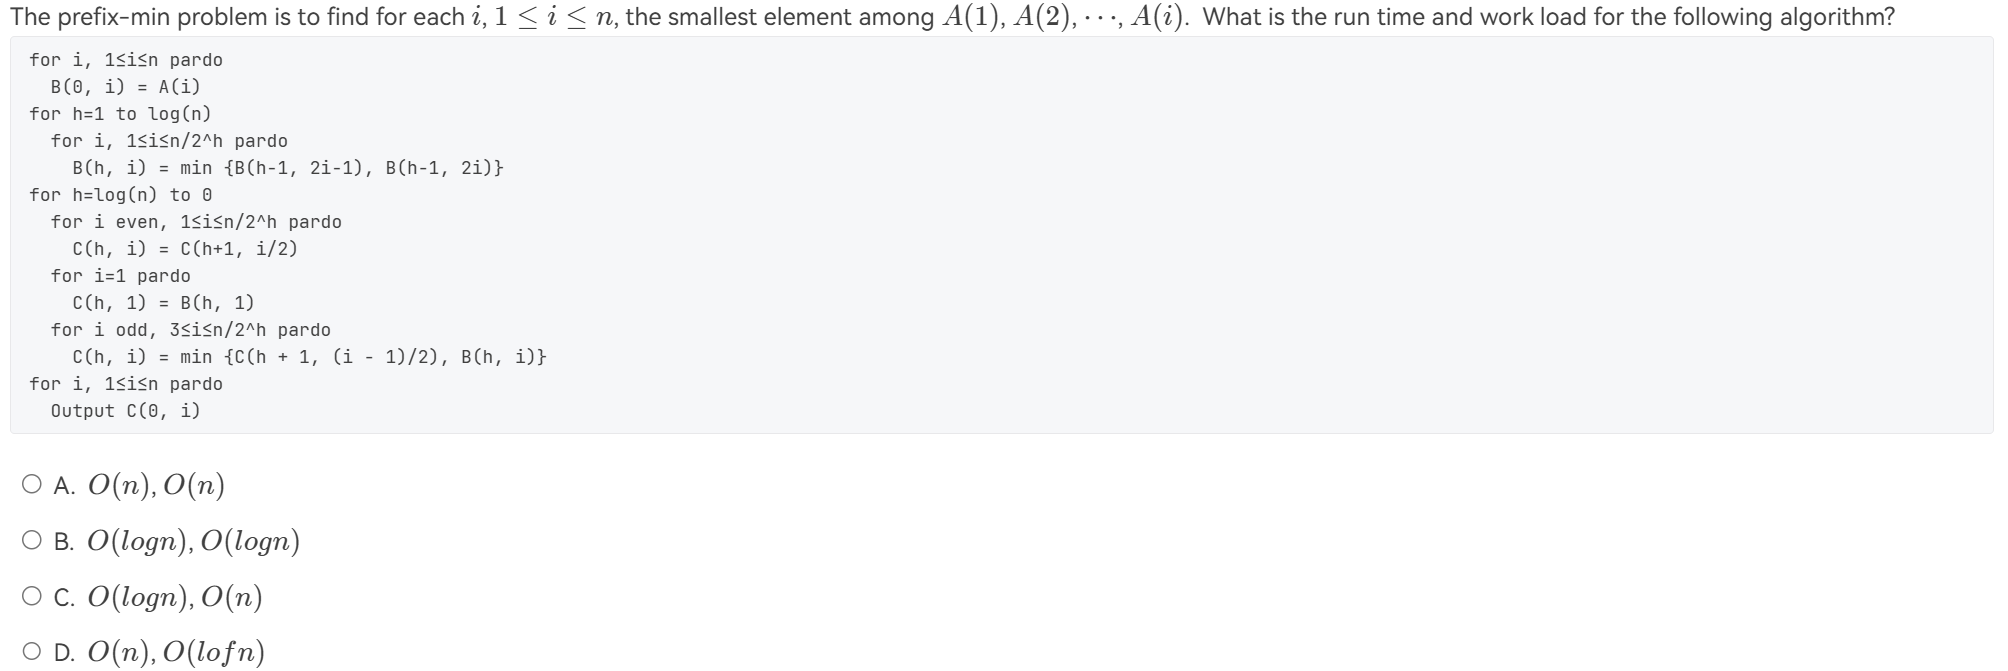 The prefix-min problem is to find for each i, 1 ≤ i ≤ n, the smallest element among A(1), A(2), ⋯, A(i). What is the run time and work load for the following algorithm?
for i, 1≤i≤n pardo
  B(0, i) = A(i)
for h=1 to log(n)
  for i, 1≤i≤n/2^h pardo
    B(h, i) = min {B(h-1, 2i-1), B(h-1, 2i)}
for h=log(n) to 0
  for i even, 1≤i≤n/2^h pardo
    C(h, i) = C(h+1, i/2)
  for i=1 pardo
    C(h, 1) = B(h, 1)
  for i odd, 3≤i≤n/2^h pardo
    C(h, i) = min {C(h + 1, (i - 1)/2), B(h, i)}
for i, 1≤i≤n pardo
  Output C(0, i)
A. O(n), O(n)
B. O(logn), O(logn)
C. O(logn), O(n)
D. O(n), O(lofn)